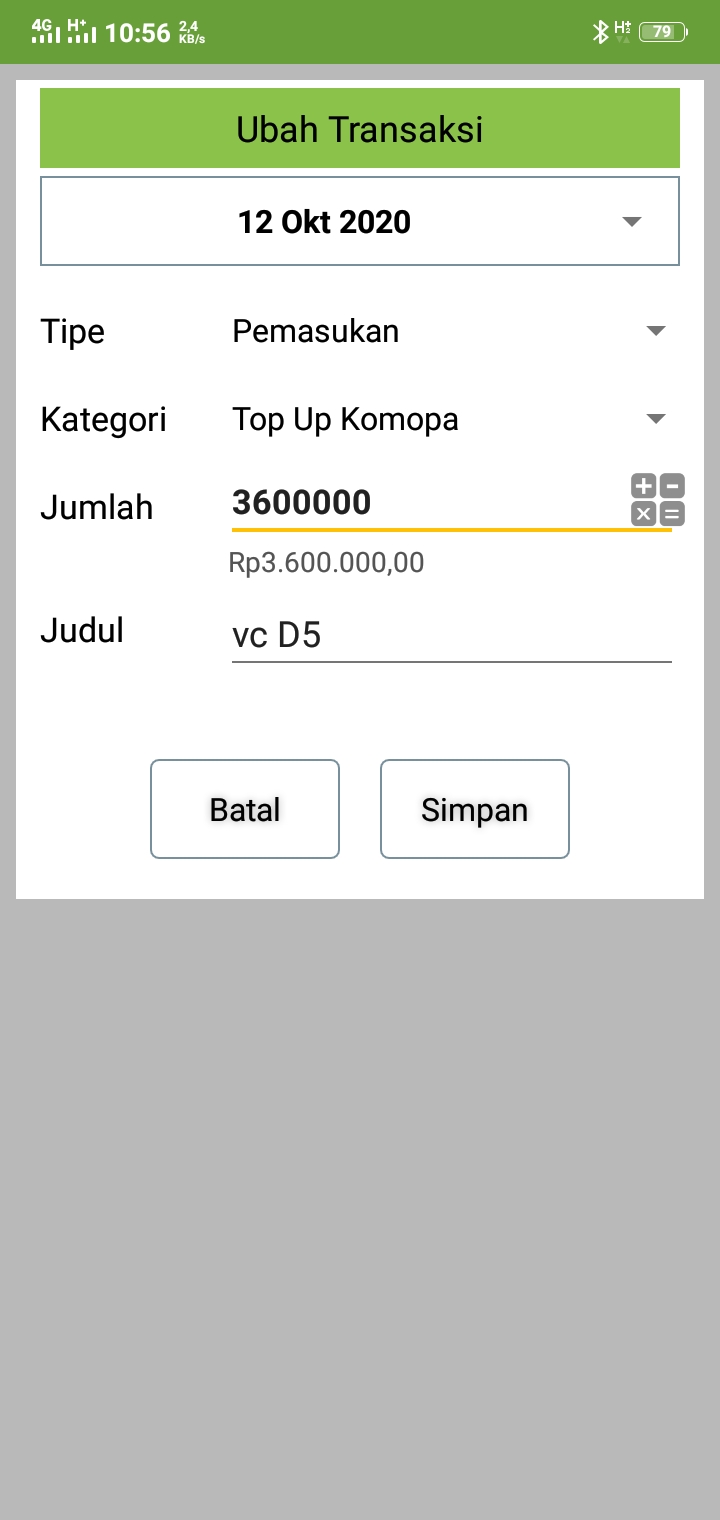 4G H+ 10:56 2,4 KB/s 79
Ubah Transaksi
12 Okt 2020
Tipe Pemasukan
Kategori Top Up Komopa
Jumlah 3600000
Rp3.600.000,00
Judul vc D5
Batal Simpan